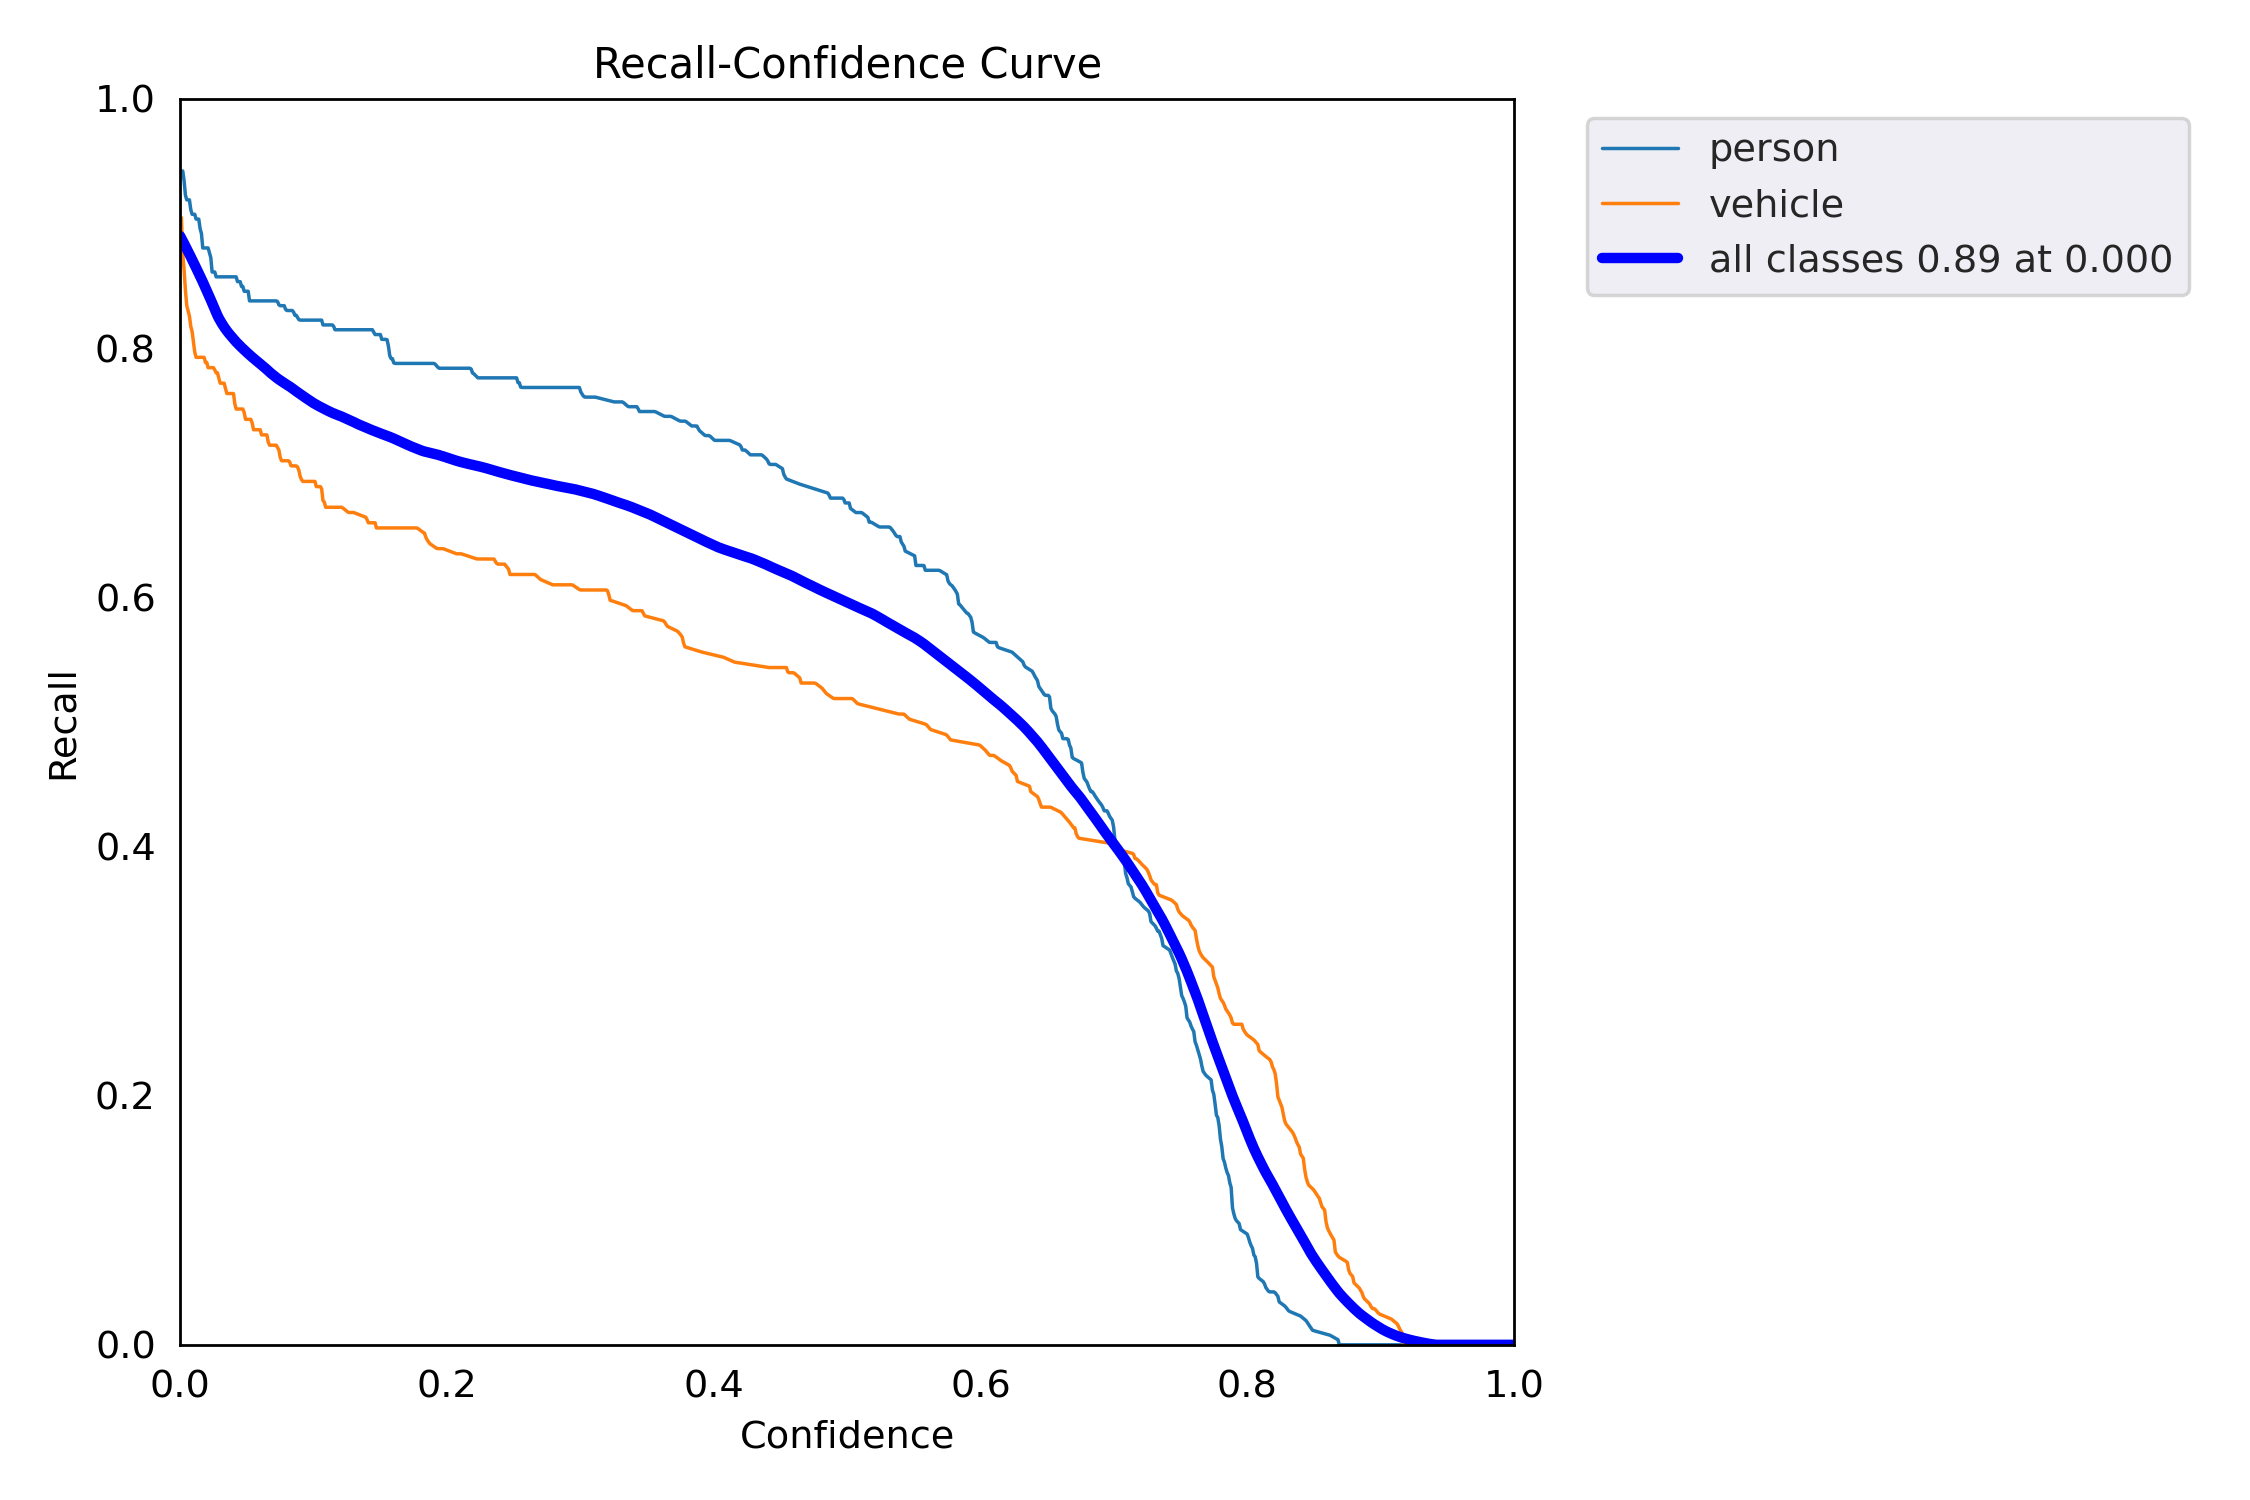 Recall-Confidence Curve
1.0
0.8
0.6
0.4
0.2
0.0
Recall
0.0 0.2 0.4 0.6 0.8 1.0
Confidence
person
vehicle
all classes 0.89 at 0.000